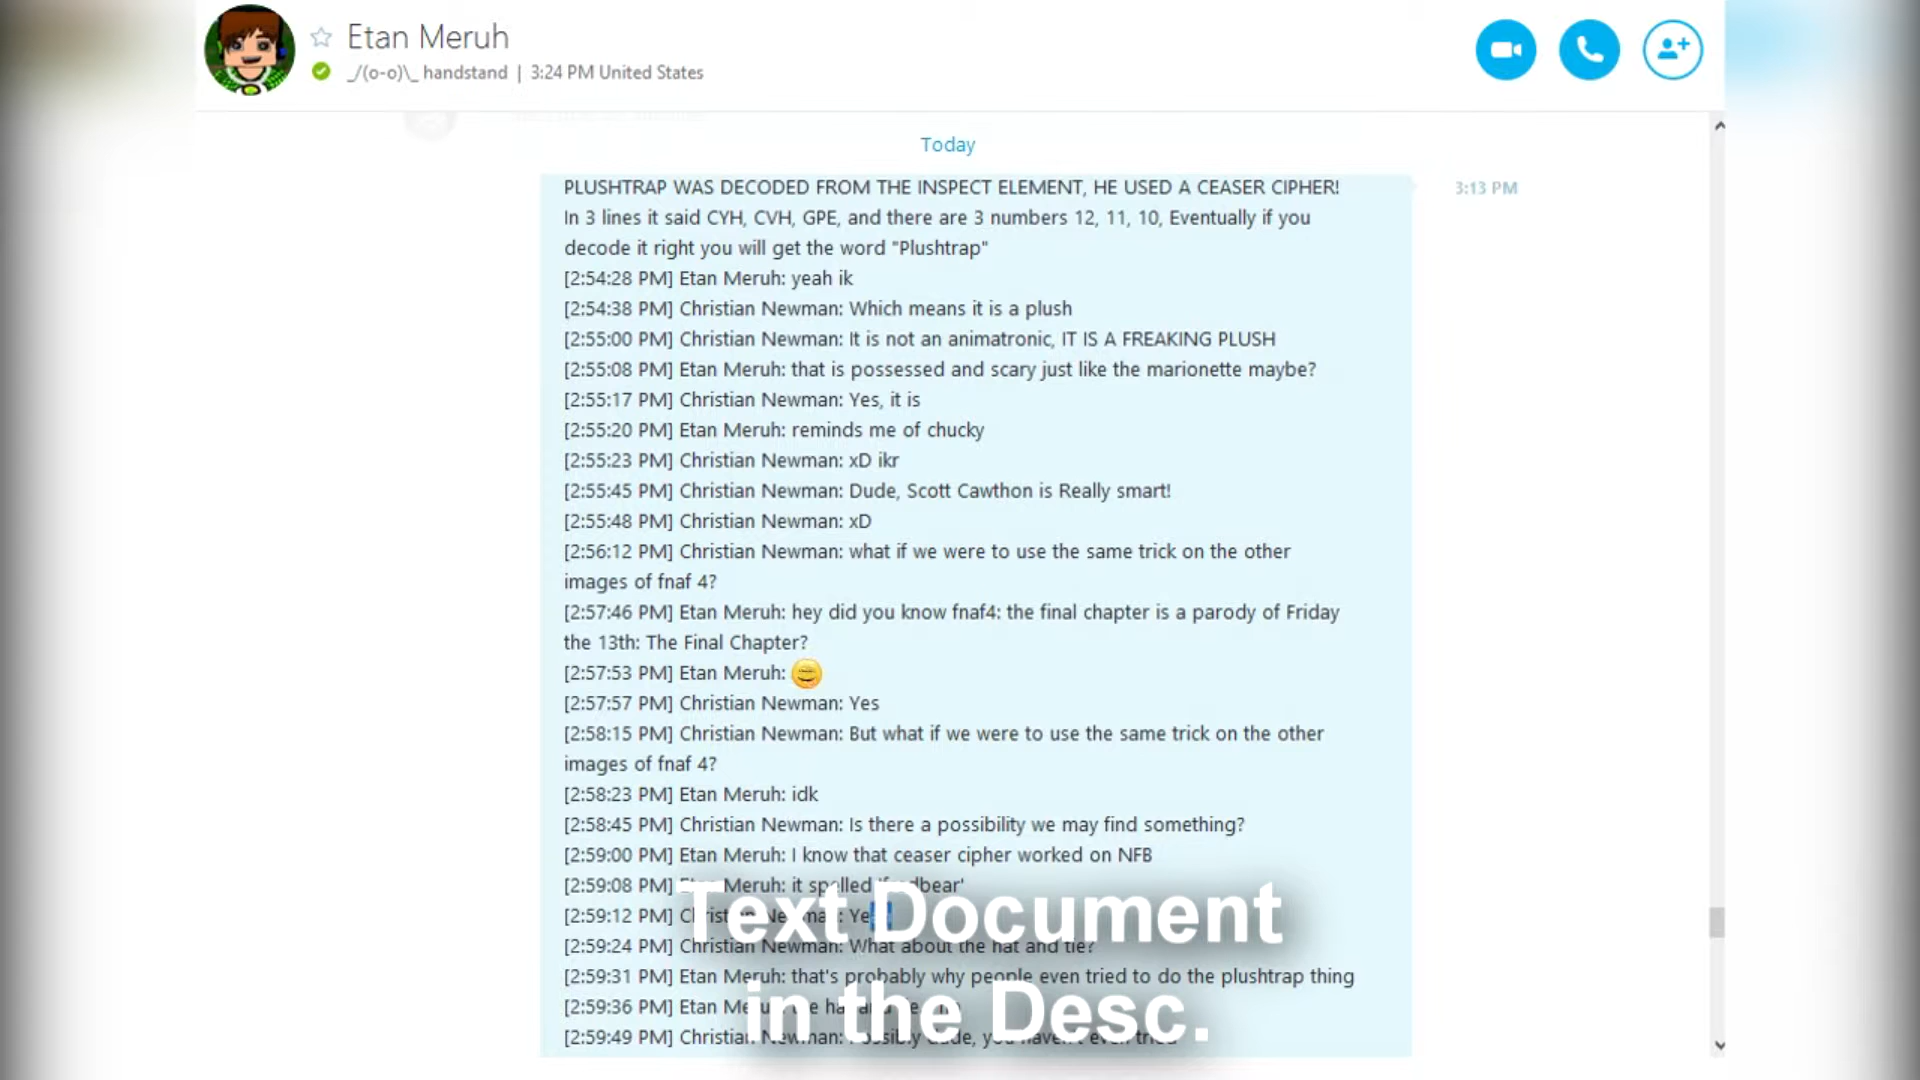 Etan Meruh
_/(o-o)\_ handstand | 3:24 PM United States
Today
PLUSHTRAP WAS DECODED FROM THE INSPECT ELEMENT, HE USED A CEASER CIPHER!
3:13 PM
In 3 lines it said CYH, CVH, GPE, and there are 3 numbers 12, 11, 10, Eventually if you
decode it right you will get the word "Plushtrap"
[2:54:28 PM] Etan Meruh: yeah ik
[2:54:38 PM] Christian Newman: Which means it is a plush
[2:55:00 PM] Christian Newman: It is not an animatronic, IT IS A FREAKING PLUSH
[2:55:08 PM] Etan Meruh: that is possessed and scary just like the marionette maybe?
[2:55:17 PM] Christian Newman: Yes, it is
[2:55:20 PM] Etan Meruh: reminds me of chucky
[2:55:23 PM] Christian Newman: xD ikr
[2:55:45 PM] Christian Newman: Dude, Scott Cawthon is Really smart!
[2:55:48 PM] Christian Newman: xD
[2:56:12 PM] Christian Newman: what if we were to use the same trick on the other
images of fnaf 4?
[2:57:46 PM] Etan Meruh: hey did you know fnaf4: the final chapter is a parody of Friday
the 13th: The Final Chapter?
[2:57:53 PM] Etan Meruh:
[2:57:57 PM] Christian Newman: Yes
[2:58:15 PM] Christian Newman: But what if we were to use the same trick on the other
images of fnaf 4?
[2:58:23 PM] Etan Meruh: idk
[2:58:45 PM] Christian Newman: Is there a possibility we may find something?
[2:59:00 PM] Etan Meruh: I know that ceaser cipher worked on NFB
[2:59:08 PM] Etan Meruh: it spelled
[2:59:12 PM] Christian Newman:
[2:59:24 PM] Christian Newman: What about the hat and tie?
[2:59:31 PM] Etan Meruh: that's probably why people even tried to do the plushtrap thing
[2:59:36 PM] Etan Meruh:
[2:59:49 PM] Christian Newman: Possibly dude, you haven't even tried
Text Document
in the Desc.